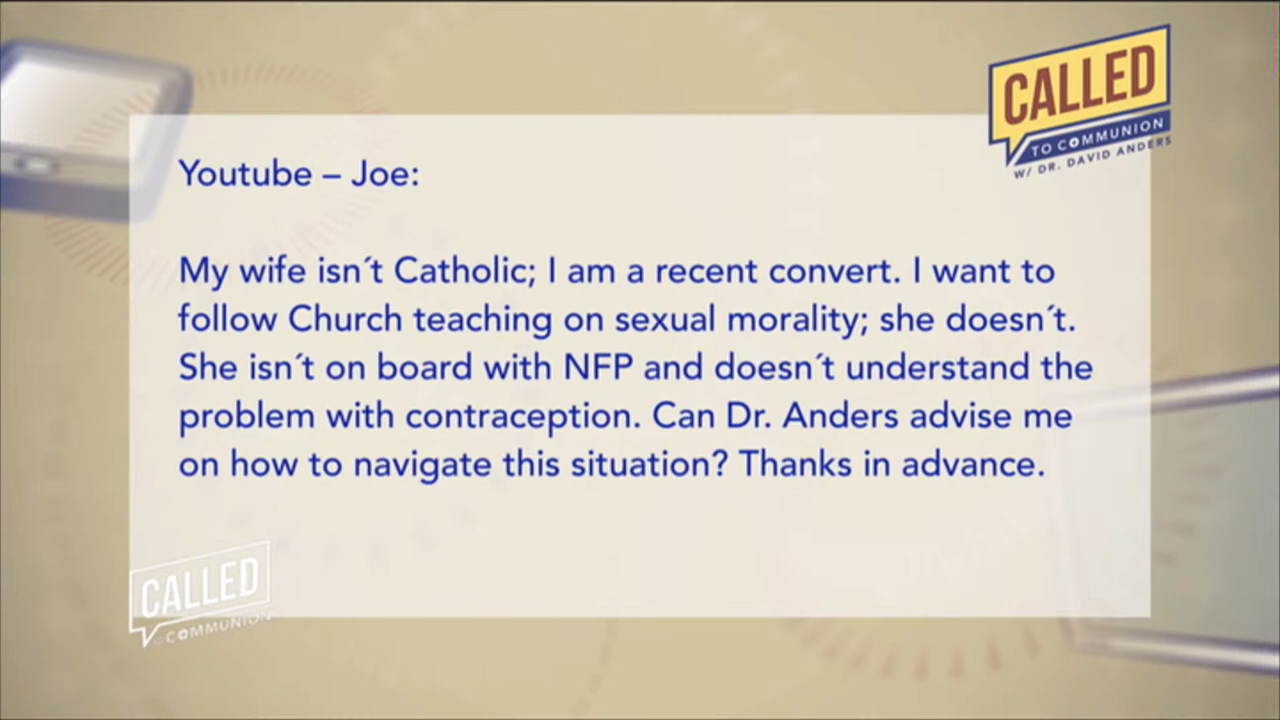 CALLED
TO COMMUNION
W/ DR. DAVID ANDERS
Youtube – Joe:
My wife isn´t Catholic; I am a recent convert. I want to
follow Church teaching on sexual morality; she doesn´t.
She isn´t on board with NFP and doesn´t understand the
problem with contraception. Can Dr. Anders advise me
on how to navigate this situation? Thanks in advance.
CALLED
TO COMMUNION